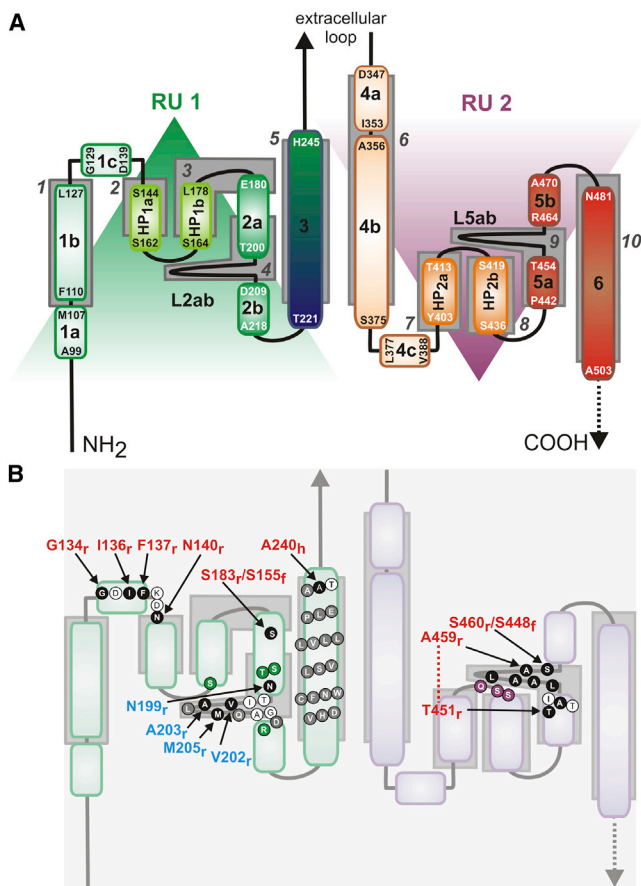 A
extracellular
loop
RU 1
RU 2
D347
4a
I353
G129
1c
D139
5
H245
6
A356
1
L127
2
S144
HP1a
S162
3
L178
HP1b
S164
E180
2a
T200
A470
5b
R464
N481
1b
3
4b
L5ab
9
10
F110
M107
1a
A99
L2ab
4
D209
2b
A218
T221
T413
HP2a
Y403
S419
HP2b
S436
T454
5a
P442
6
S375
7
8
L377
4c
V388
A503
NH2
COOH
B
G134r I136r F137r N140r
A240h
S183r/S155f
S460r/S448f
A459r
G D I F K
D
N
A A T
S
P L E
L V L L
T S
S
N
L S V
A S
L A A L
Q S S
I A T
T
N199r
T451r
L A V I T
M Q A G D
R
C F N W
V H D
A203r
M205r
V202r